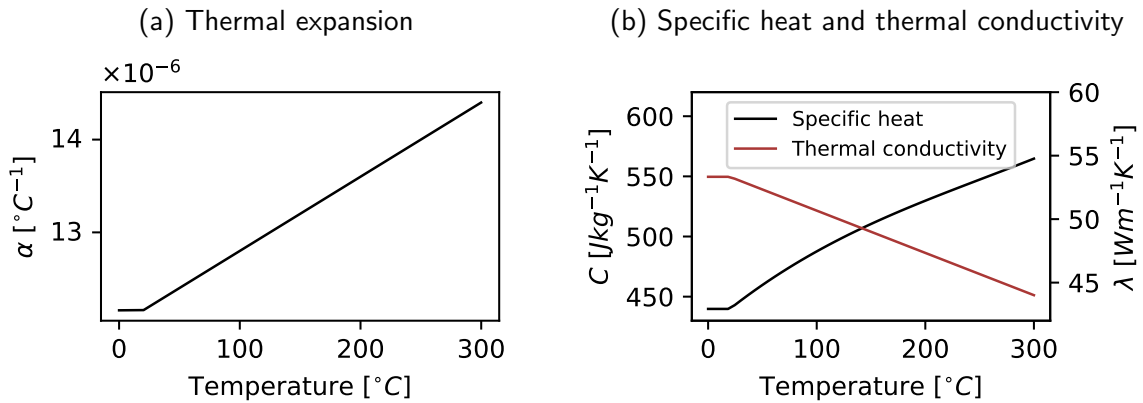 (a) Thermal expansion
×10⁻⁶
14
13
α [°C⁻¹]
0 100 200 300
Temperature [°C]
(b) Specific heat and thermal conductivity
600
550
500
450
C [Jkg⁻¹K⁻¹]
Specific heat
Thermal conductivity
60
55
50
45
λ [Wm⁻¹K⁻¹]
0 100 200 300
Temperature [°C]